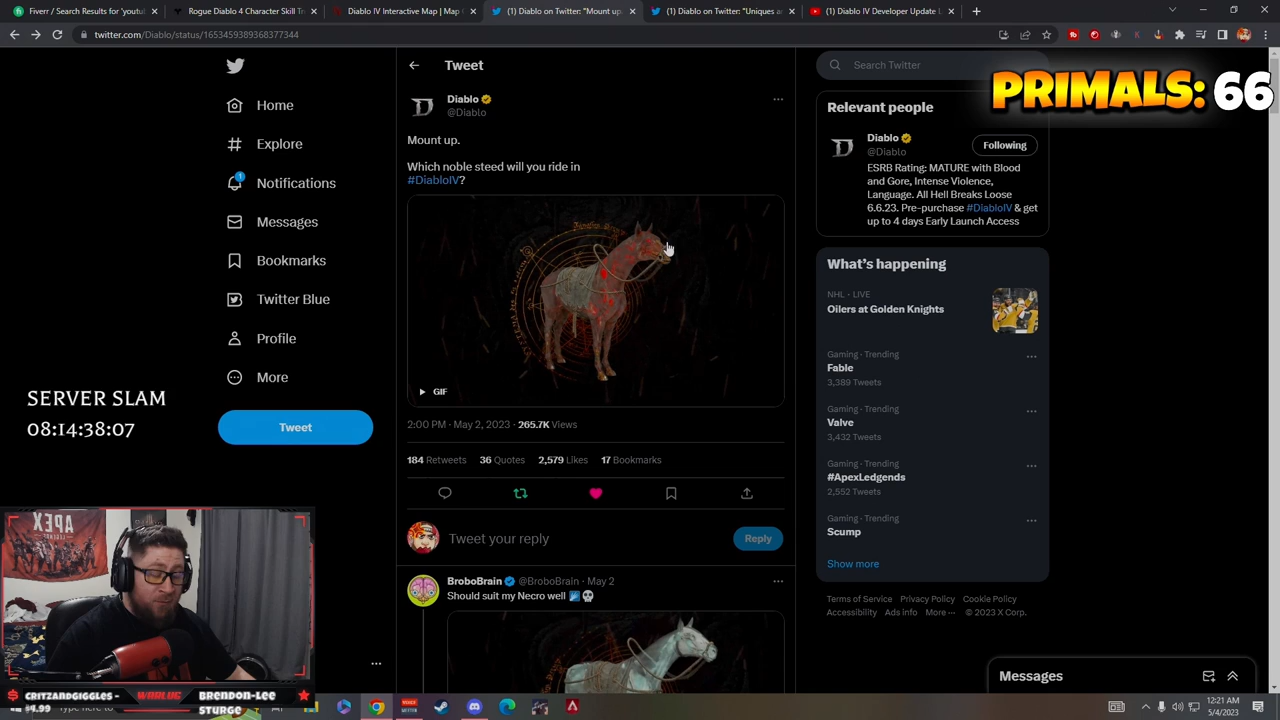 Fiverr / Search Results for 'yout
Rogue Diablo 4 Character Skill Tr
Diablo IV Interactive Map | Map
(1) Diablo on Twitter: "Mount up
(1) Diablo on Twitter: "Uniques a
(1) Diablo IV Developer Update L
twitter.com/Diablo/status/1653459389368377344
Home
Explore
1
Notifications
Messages
Bookmarks
Twitter Blue
Profile
More
Tweet
SERVER SLAM
08:14:38:07
Tweet
Diablo
@Diablo
Mount up.
Which noble steed will you ride in
#DiabloIV?
GIF
2:00 PM · May 2, 2023 · 265.7K Views
184 Retweets 36 Quotes 2,579 Likes 17 Bookmarks
Tweet your reply
Reply
BroboBrain @BroboBrain · May 2
Should suit my Necro well
Search Twitter
PRIMALS: 66
Relevant people
Diablo
@Diablo
Following
ESRB Rating: MATURE with Blood
and Gore, Intense Violence,
Language. All Hell Breaks Loose
6.6.23. Pre-purchase #DiabloIV & get
up to 4 days Early Launch Access
What's happening
NHL · LIVE
Oilers at Golden Knights
Gaming · Trending
Fable
3,389 Tweets
Gaming · Trending
Valve
3,432 Tweets
Gaming · Trending
#ApexLedgends
2,552 Tweets
Gaming · Trending
Scump
Show more
Terms of Service Privacy Policy Cookie Policy
Accessibility Ads info More ··· © 2023 X Corp.
Messages
APEX
CRITZANDGIGGLES -
$4.99
WARLUG
BRENDON-LEE
STURGE
Type here to
12:21 AM
5/4/2023